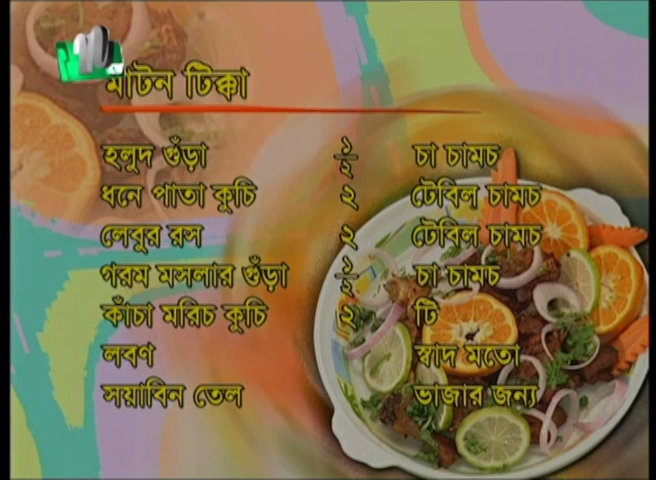 মাটন টিক্কা
হলুদ গুঁড়া ১/২ চা চামচ
ধনে পাতা কুচি ২ টেবিল চামচ
লেবুর রস ২ টেবিল চামচ
গরম মসলার গুঁড়া ১/২ চা চামচ
কাঁচা মরিচ কুচি ২ টি
লবণ স্বাদ মতো
সয়াবিন তেল ভাজার জন্য